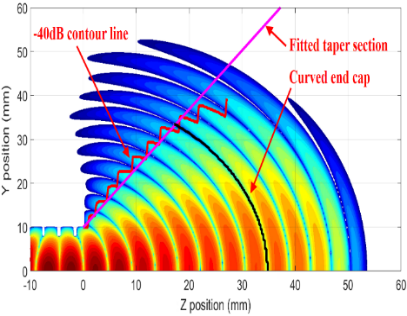 -40dB contour line
Fitted taper section
Curved end cap
Y position (mm)
60
50
40
30
20
10
0
-10 0 10 20 30 40 50 60
Z position (mm)